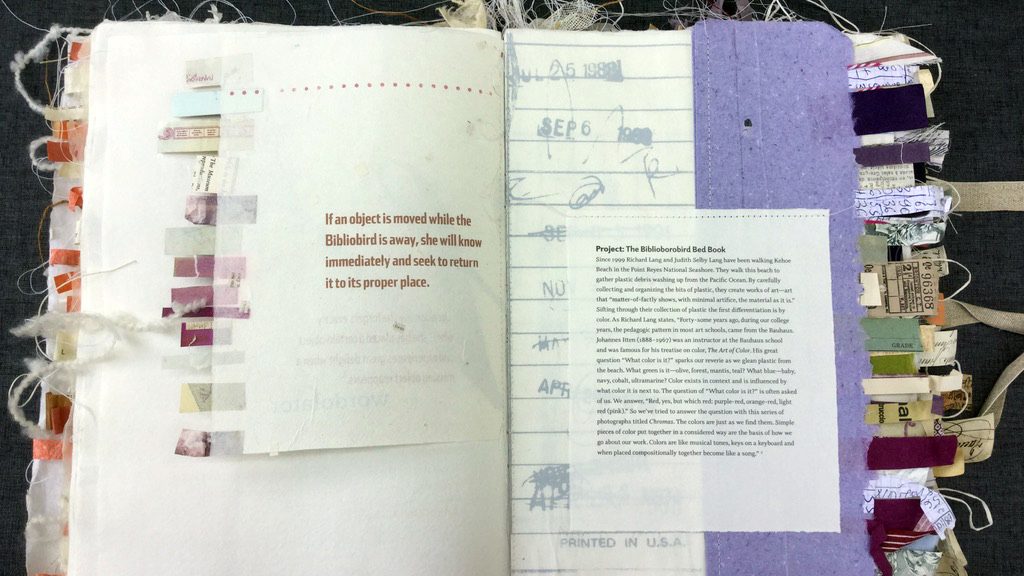 If an object is moved while the
Bibliobird is away, she will know
immediately and seek to return
it to its proper place.
JUL 25 198
SEP 6
APR
PRINTED IN U.S.A.
Project: The Biblioborobird Bed Book
Since 1999 Richard Lang and Judith Selby Lang have been walking Kehoe
Beach in the Point Reyes National Seashore. They walk this beach to
gather plastic debris washing up from the Pacific Ocean. By carefully
collecting and organizing the bits of plastic, they create works of art—art
that “matter-of-factly shows, with minimal artifice, the material as it is.”
Sifting through their collection of plastic the first differentiation is by
color. As Richard Lang states, “Forty-some years ago, during our college
years, the pedagogic pattern in most art schools, came from the Bauhaus.
Johannes Itten (1888-1967) was an instructor at the Bauhaus school
and was famous for his treatise on color, The Art of Color. His great
question “What color is it?” sparks our reverie as we glean plastic from
the beach. What green is it—olive, forest, mantis, teal? What blue—baby,
navy, cobalt, ultramarine? Color exists in context and is influenced by
what color it is next to. The question of “What color is it?” is often asked
of us. We answer, “Red, yes, but which red: purple-red, orange-red, light
red (pink).” So we’ve tried to answer the question with this series of
photographs titled Chromas. The colors are just as we find them. Simple
pieces of color put together in a considered way are the basis of how we
go about our work. Colors are like musical tones, keys on a keyboard and
when placed compositionally together become like a song.”
GRADE